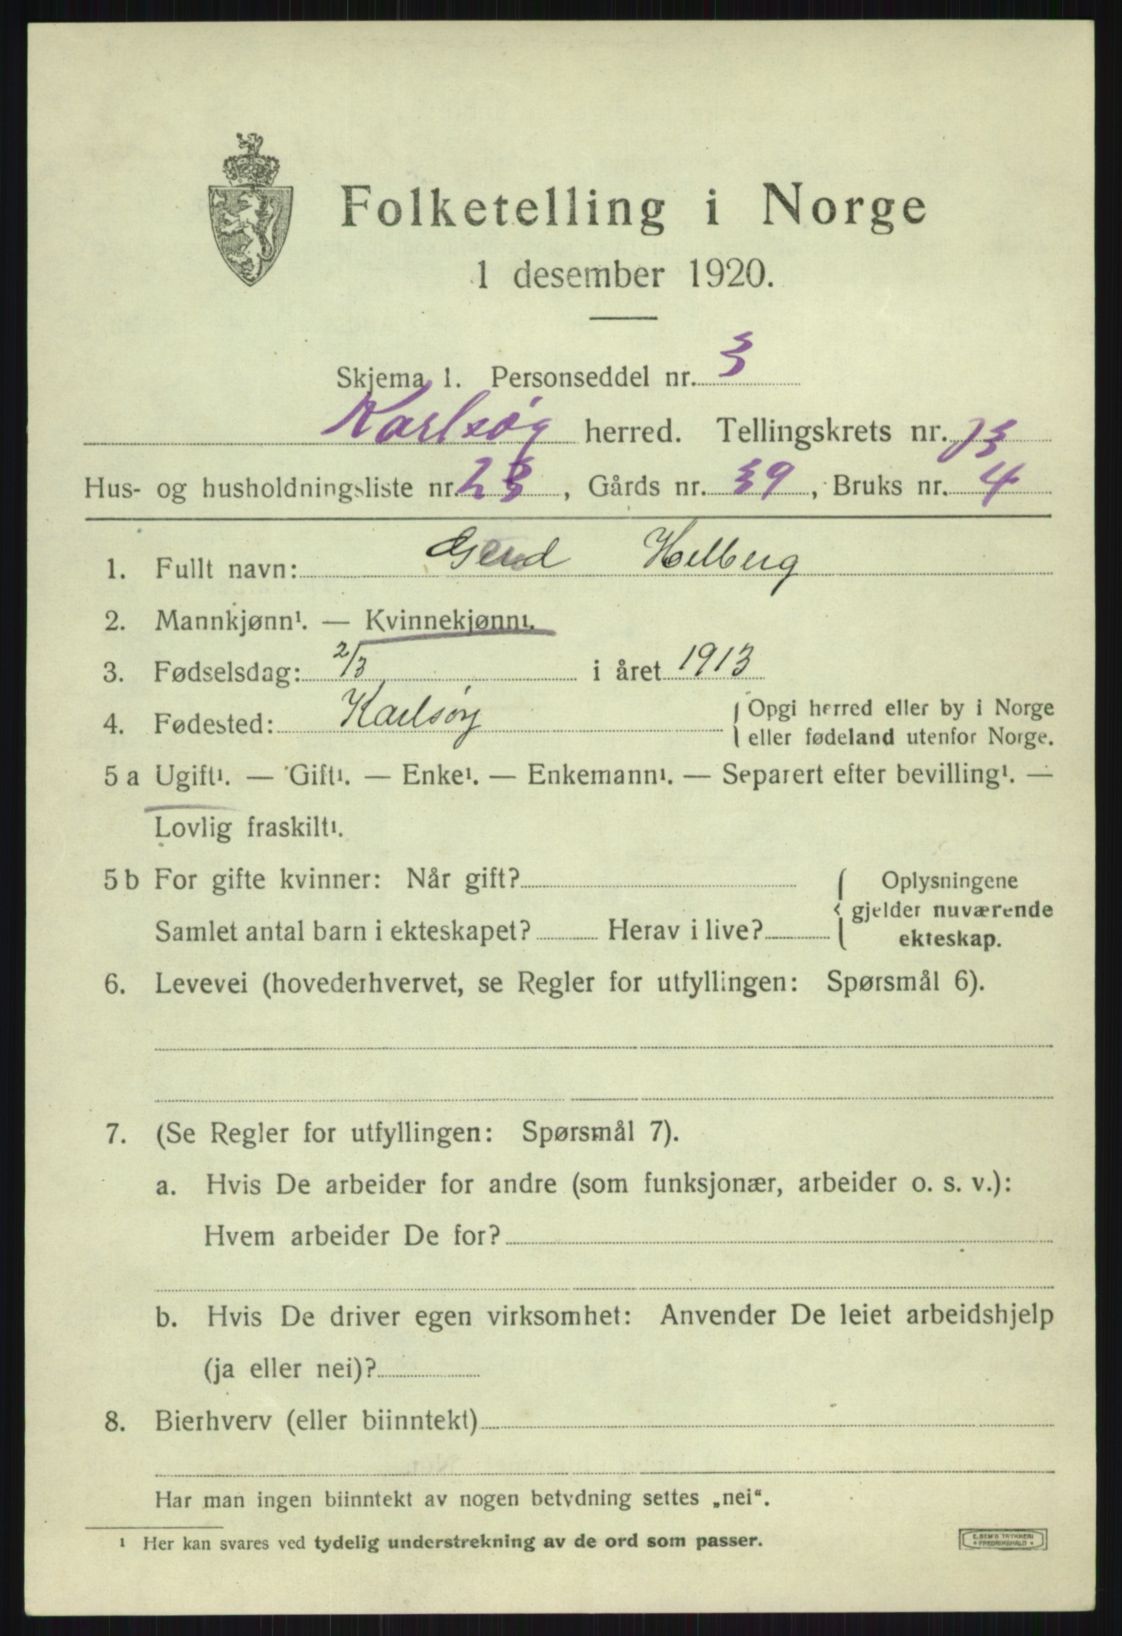 Folketelling i Norge
1 desember 1920.
Skjema 1. Personseddel nr. 3
Karlsøy herred. Tellingskrets nr. 13
Hus- og husholdningsliste nr. 23, Gårds nr. 39, Bruks nr. 4
1. Fullt navn: Gerd Helberg
2. Mannkjønn¹. — Kvinnekjønn¹.
3. Fødselsdag: 2/3 i året 1913
4. Fødested: Karlsøy {Opgi herred eller by i Norge
eller fødeland utenfor Norge.
5 a Ugift¹. — Gift¹. — Enke¹. — Enkemann¹. — Separert efter bevilling¹. —
Lovlig fraskilt¹.
5 b For gifte kvinner: Når gift? { Oplysningene
gjelder nuværende
Samlet antal barn i ekteskapet? Herav i live? ekteskap.
6. Levevei (hovederhvervet, se Regler for utfyllingen: Spørsmål 6).
7. (Se Regler for utfyllingen: Spørsmål 7).
a. Hvis De arbeider for andre (som funksjonær, arbeider o. s. v.):
Hvem arbeider De for?
b. Hvis De driver egen virksomhet: Anvender De leiet arbeidshjelp
(ja eller nei)?
8. Bierhverv (eller biinntekt)
Har man ingen biinntekt av nogen betydning settes „nei“.
¹ Her kan svares ved tydelig understrekning av de ord som passer.
E. SEM'S TRYKKERI
FREDRIKSHALD